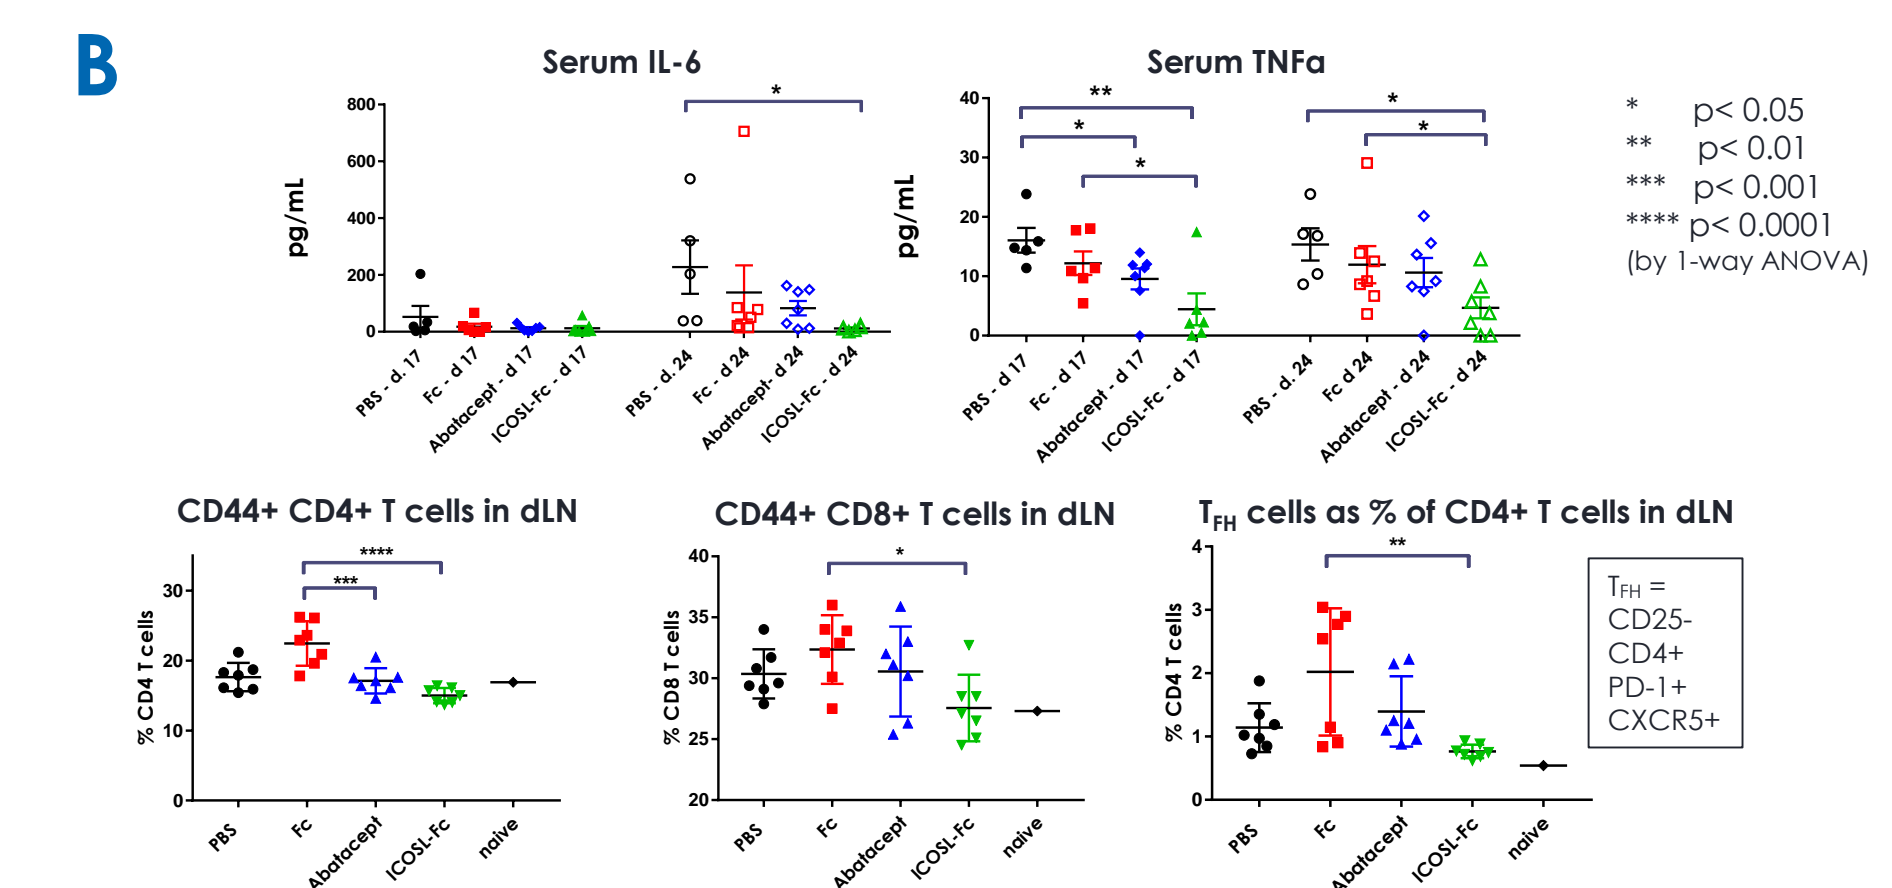 B
Serum IL-6
pg/mL
800
600
400
200
0
*
PBS - d. 17
Fc - d 17
Abatacept - d 17
ICOSL-Fc - d 17
PBS - d. 24
Fc - d 24
Abatacept- d 24
ICOSL-Fc - d 24
Serum TNFa
pg/mL
40
30
20
10
0
**
*
*
*
*
PBS - d 17
Fc - d 17
Abatacept - d 17
ICOSL-Fc - d 17
PBS - d. 24
Fc d 24
Abatacept - d 24
ICOSL-Fc - d 24
* p< 0.05
** p< 0.01
*** p< 0.001
**** p< 0.0001
(by 1-way ANOVA)
CD44+ CD4+ T cells in dLN
% CD4 T cells
30
20
10
0
****
***
PBS
Fc
Abatacept
ICOSL-Fc
naive
CD44+ CD8+ T cells in dLN
% CD8 T cells
40
35
30
25
20
*
PBS
Fc
Abatacept
ICOSL-Fc
naive
TFH cells as % of CD4+ T cells in dLN
% CD4 T cells
4
3
2
1
0
**
PBS
Fc
Abatacept
ICOSL-Fc
naive
TFH =
CD25-
CD4+
PD-1+
CXCR5+